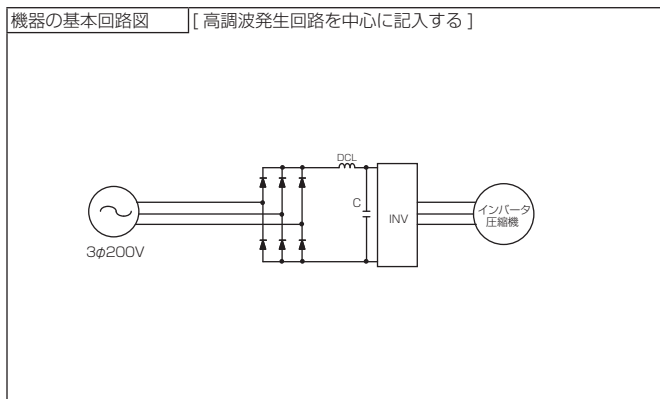 機器の基本回路図
[ 高調波発生回路を中心に記入する ]
DCL
C
INV
インバータ
圧縮機
3φ200V